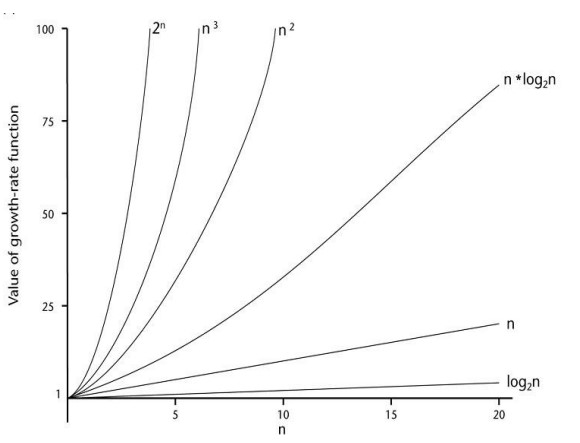 100
2ⁿ
n³
n²
n *log₂n
75
50
25
n
log₂n
1
5
10
15
20
n
Value of growth-rate function